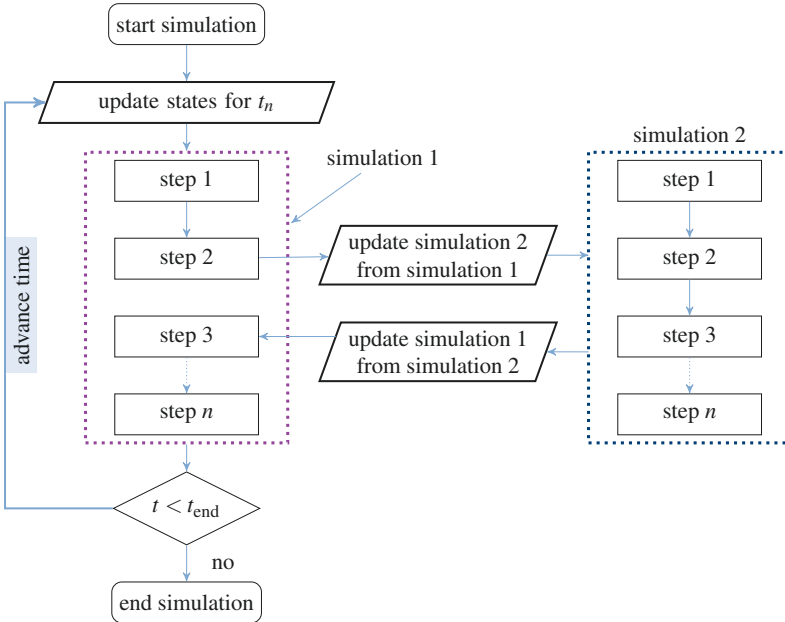 start simulation
update states for tₙ
simulation 1
simulation 2
step 1
step 2
step 3
step n
update simulation 2
from simulation 1
update simulation 1
from simulation 2
step 1
step 2
step 3
step n
advance time
t < t_end
no
end simulation